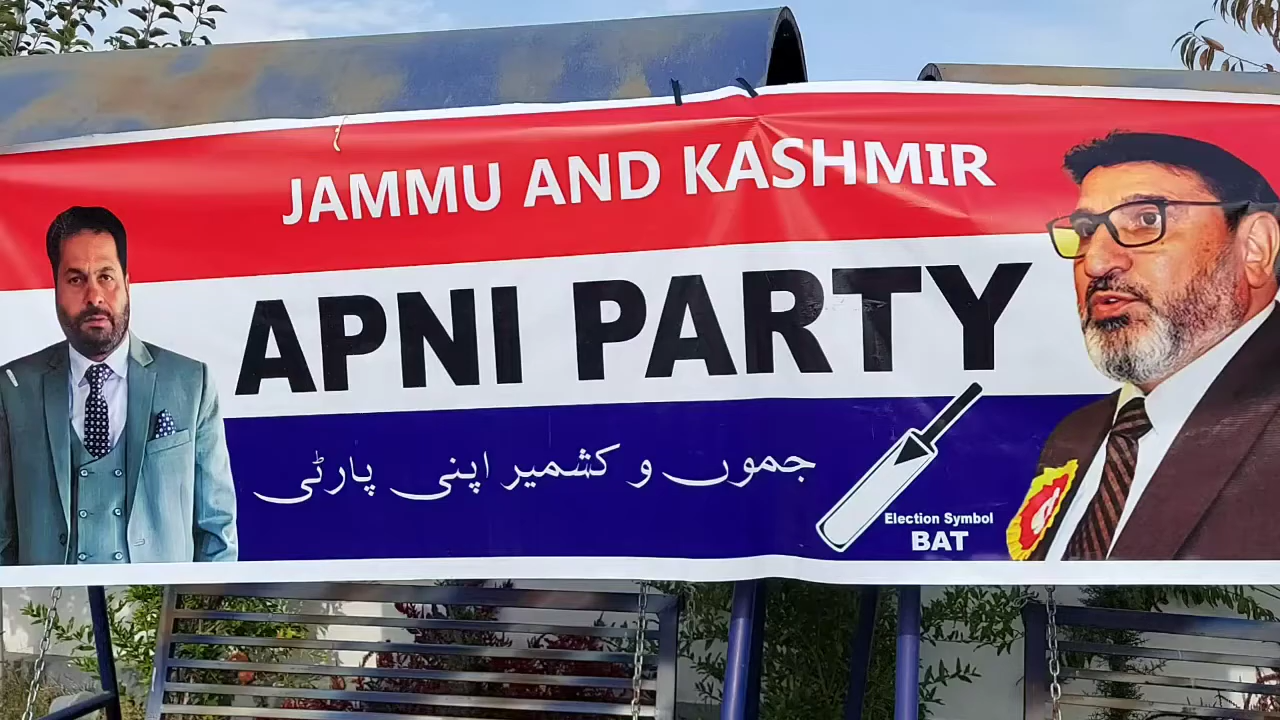 JAMMU AND KASHMIR
APNI PARTY
جموں و کشمیر اپنی پارٹی
Election Symbol
BAT